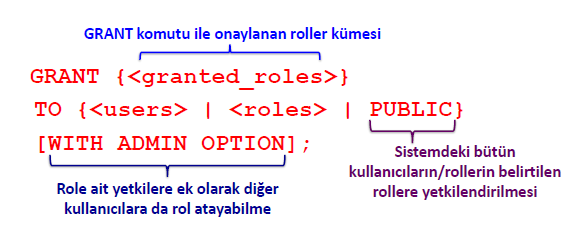 GRANT komutu ile onaylanan roller kümesi
GRANT {<granted_roles>}
TO {<users> | <roles> | PUBLIC}
[WITH ADMIN OPTION];
Sistemdeki bütün
kullanıcıların/rollerin belirtilen
rollere yetkilendirilmesi
Role ait yetkilere ek olarak diğer
kullanıcılara da rol atayabilme